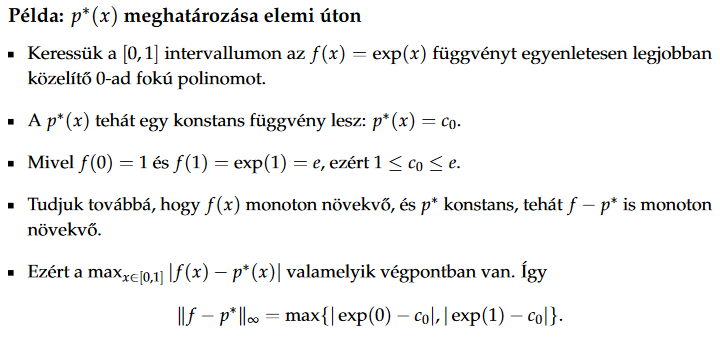 Példa: p*(x) meghatározása elemi úton
▪ Keressük a [0, 1] intervallumon az f(x) = exp(x) függvényt egyenletesen legjobban
közelítő 0-ad fokú polinomot.
▪ A p*(x) tehát egy konstans függvény lesz: p*(x) = c₀.
▪ Mivel f(0) = 1 és f(1) = exp(1) = e, ezért 1 ≤ c₀ ≤ e.
▪ Tudjuk továbbá, hogy f(x) monoton növekvő, és p* konstans, tehát f − p* is monoton
növekvő.
▪ Ezért a max_{x∈[0,1]} |f(x) − p*(x)| valamelyik végpontban van. Így
‖f − p*‖_∞ = max{| exp(0) − c₀|, | exp(1) − c₀|}.